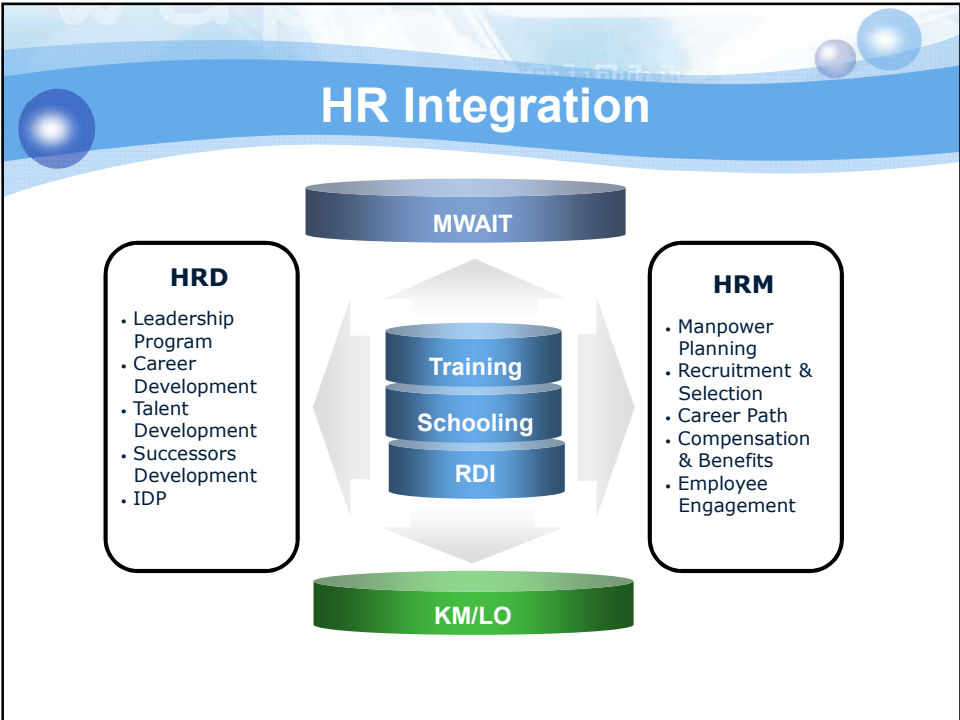 HR Integration
MWAIT
HRD
• Leadership
Program
• Career
Development
• Talent
Development
• Successors
Development
• IDP
Training
Schooling
RDI
HRM
• Manpower
Planning
• Recruitment &
Selection
• Career Path
• Compensation
& Benefits
• Employee
Engagement
KM/LO